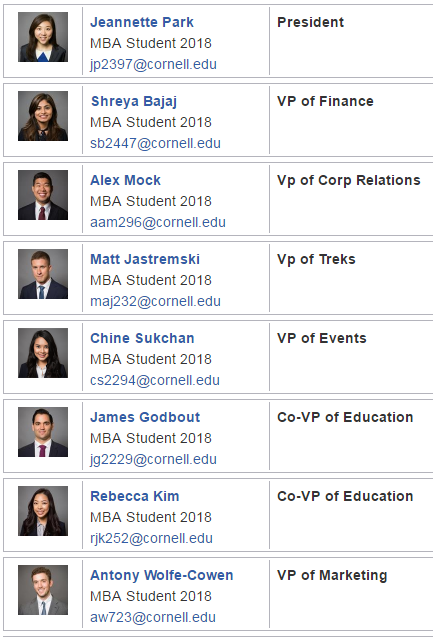 Jeannette Park
President
MBA Student 2018
jp2397@cornell.edu
Shreya Bajaj
VP of Finance
MBA Student 2018
sb2447@cornell.edu
Alex Mock
Vp of Corp Relations
MBA Student 2018
aam296@cornell.edu
Matt Jastremski
Vp of Treks
MBA Student 2018
maj232@cornell.edu
Chine Sukchan
VP of Events
MBA Student 2018
cs2294@cornell.edu
James Godbout
Co-VP of Education
MBA Student 2018
jg2229@cornell.edu
Rebecca Kim
Co-VP of Education
MBA Student 2018
rjk252@cornell.edu
Antony Wolfe-Cowen
VP of Marketing
MBA Student 2018
aw723@cornell.edu